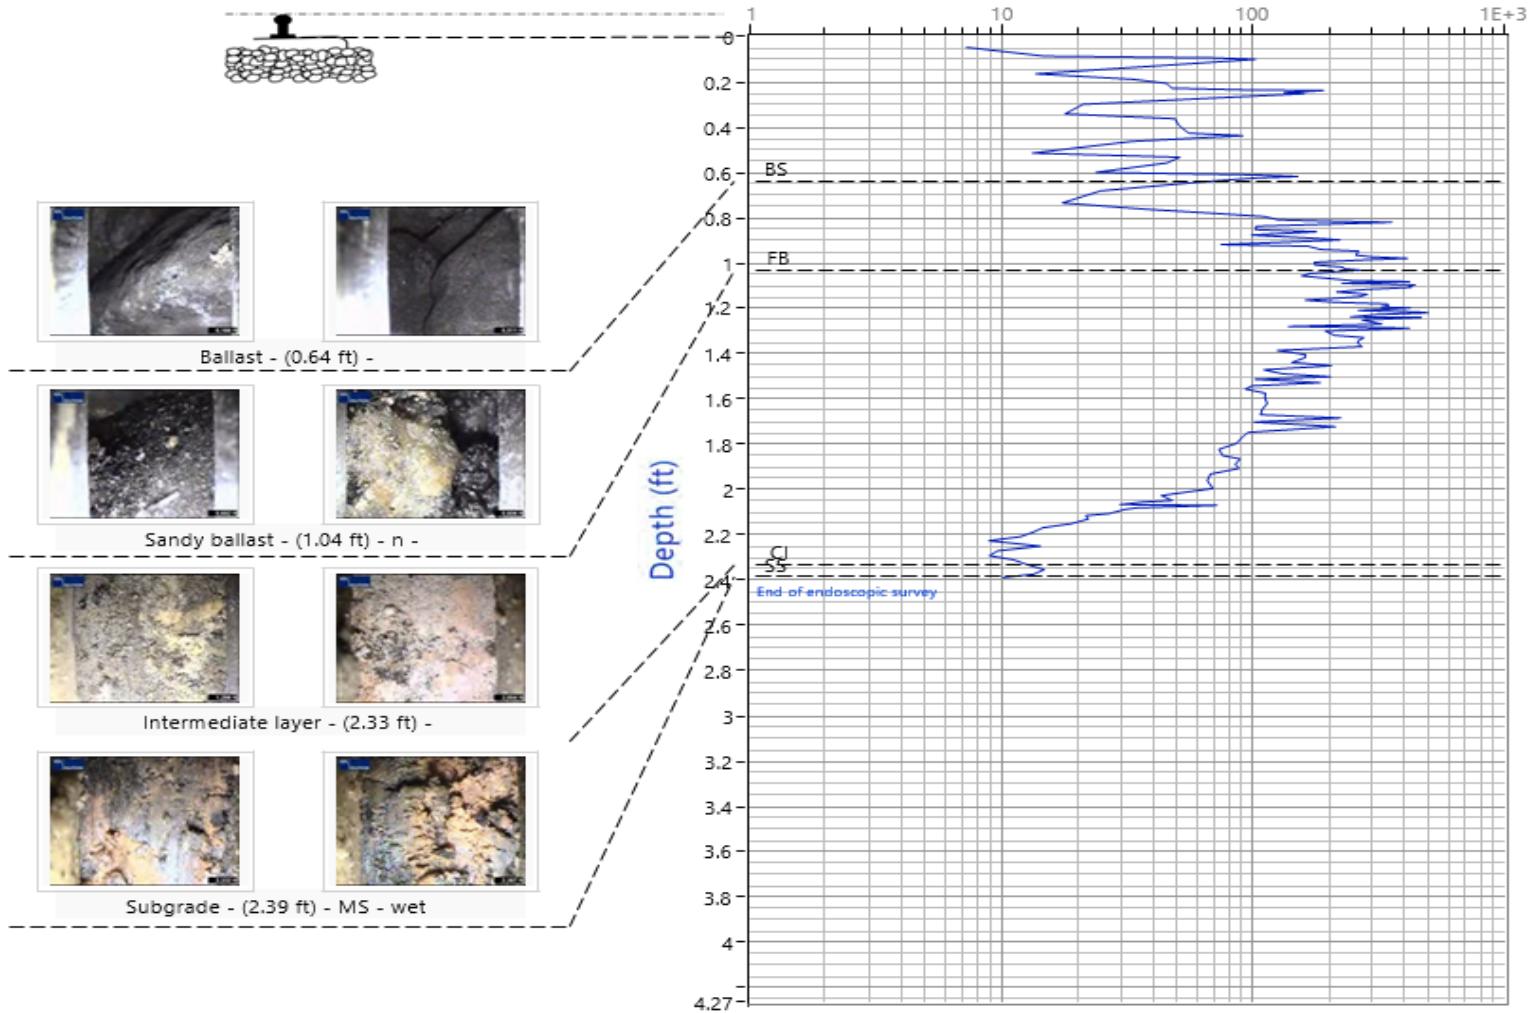 1 10 100 1E+3
0
0.2
0.4
0.6
BS
0.8
FB
1
1.2
Ballast - (0.64 ft) -
1.4
1.6
1.8
Sandy ballast - (1.04 ft) - n -
Depth (ft)
2
2.2
CJ
SS
2.4
End of endoscopic survey
2.6
2.8
Intermediate layer - (2.33 ft) -
3
3.2
3.4
3.6
3.8
Subgrade - (2.39 ft) - MS - wet
4
4.27